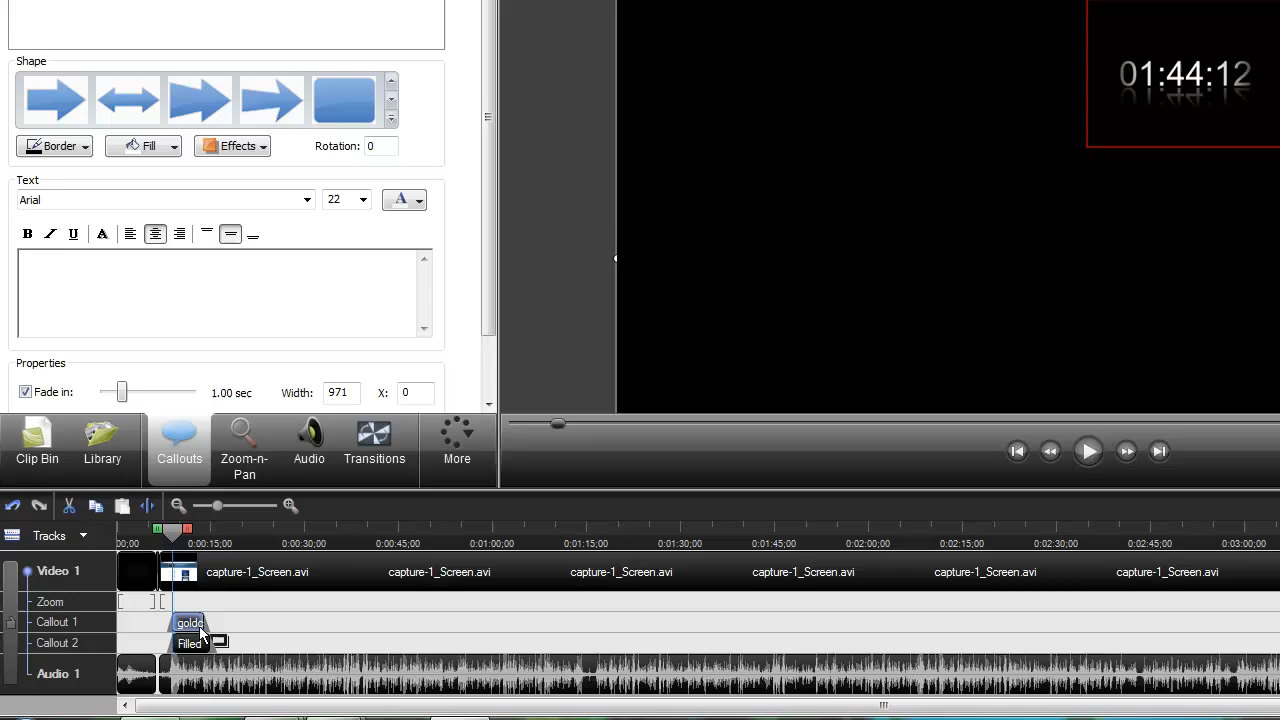 Shape
01:44:12
Border
Fill
Effects
Rotation: 0
Text
Arial
22
A
B I U A
Properties
Fade in:
1.00 sec
Width: 971
X: 0
Clip Bin
Library
Callouts
Zoom-n-Pan
Audio
Transitions
More
Tracks
00;00
0:00:15;00
0:00:30;00
0:00:45;00
0:01:00;00
0:01:15;00
0:01:30;00
0:01:45;00
0:02:00;00
0:02:15;00
0:02:30;00
0:02:45;00
0:03:00;00
Video 1
capture-1_Screen.avi
capture-1_Screen.avi
capture-1_Screen.avi
capture-1_Screen.avi
capture-1_Screen.avi
capture-1_Screen.avi
Zoom
Callout 1
goldc
Callout 2
Filled
Audio 1